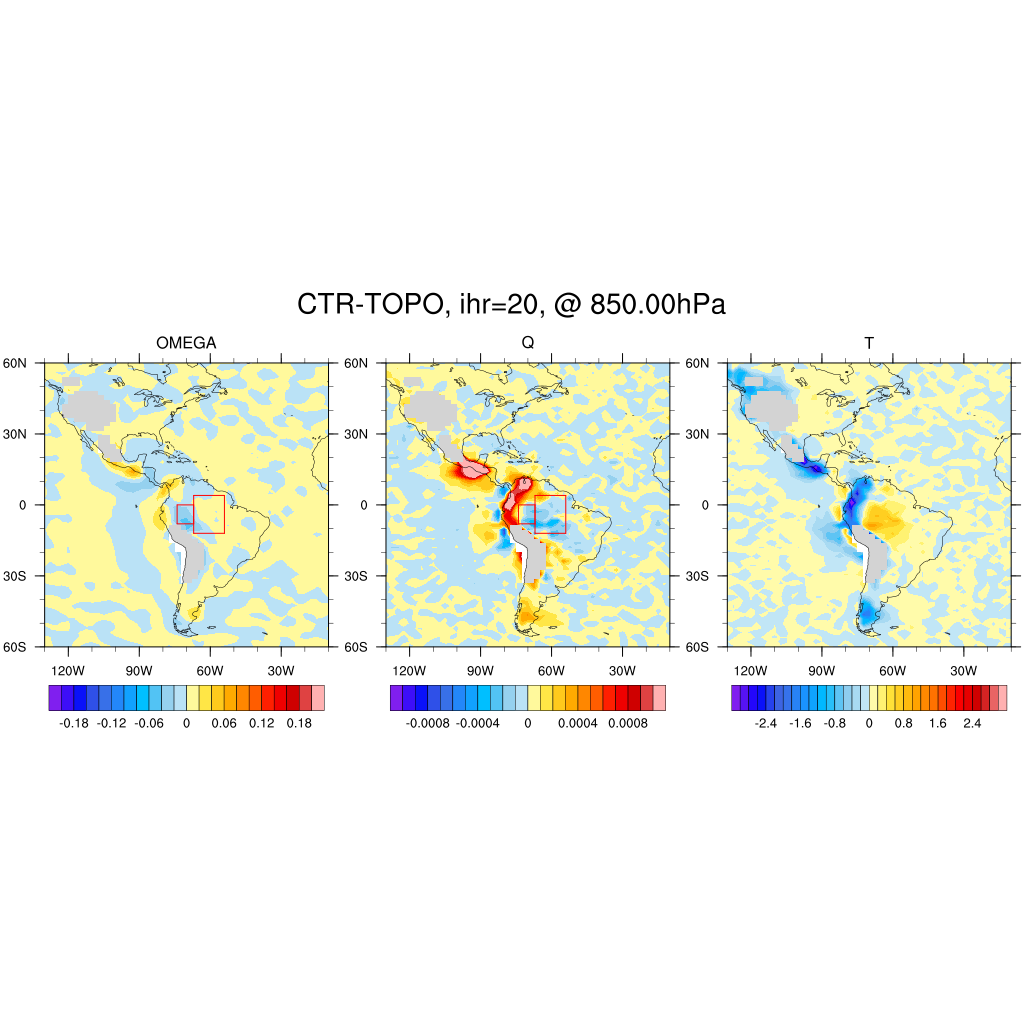 CTR-TOPO, ihr=20, @ 850.00hPa
OMEGA Q T
60N 60N 60N
30N 30N 30N
0 0 0
30S 30S 30S
60S 60S 60S
120W 90W 60W 30W 120W 90W 60W 30W 120W 90W 60W 30W
-0.18 -0.12 -0.06 0 0.06 0.12 0.18 -0.0008 -0.0004 0 0.0004 0.0008 -2.4 -1.6 -0.8 0 0.8 1.6 2.4